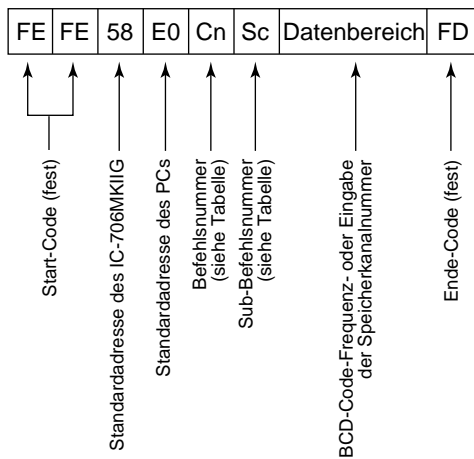 FE FE 58 E0 Cn Sc Datenbereich FD
Start-Code (fest)
Standardadresse des IC-706MKIIG
Standardadresse des PCs
Befehlsnummer
(siehe Tabelle)
Sub-Befehlsnummer
(siehe Tabelle)
BCD-Code-Frequenz- oder Eingabe
der Speicherkanalnummer
Ende-Code (fest)